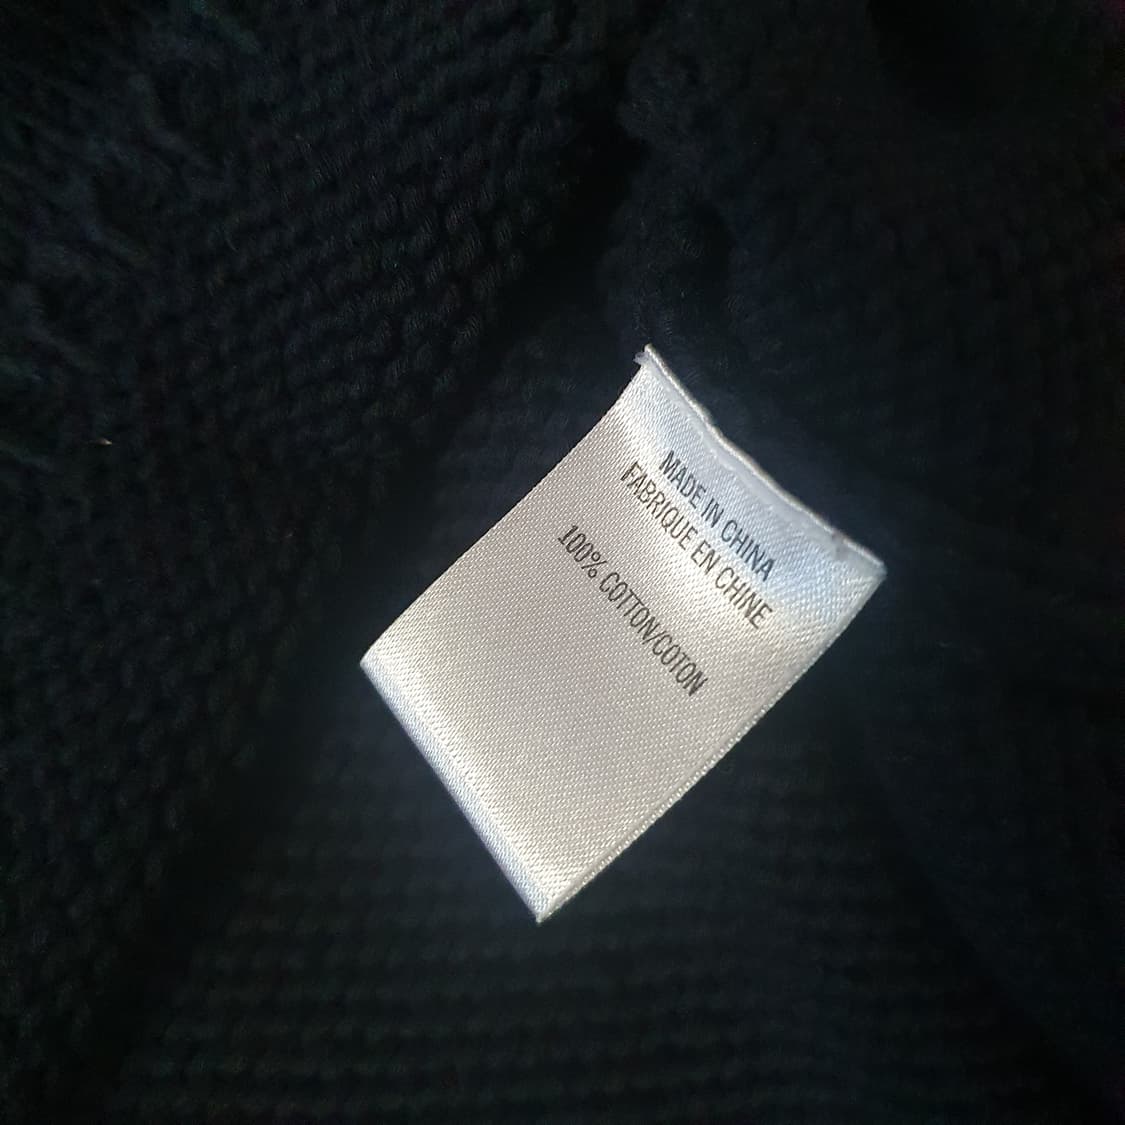 MADE IN CHINA
FABRIQUE EN CHINE
100% COTTON/COTON